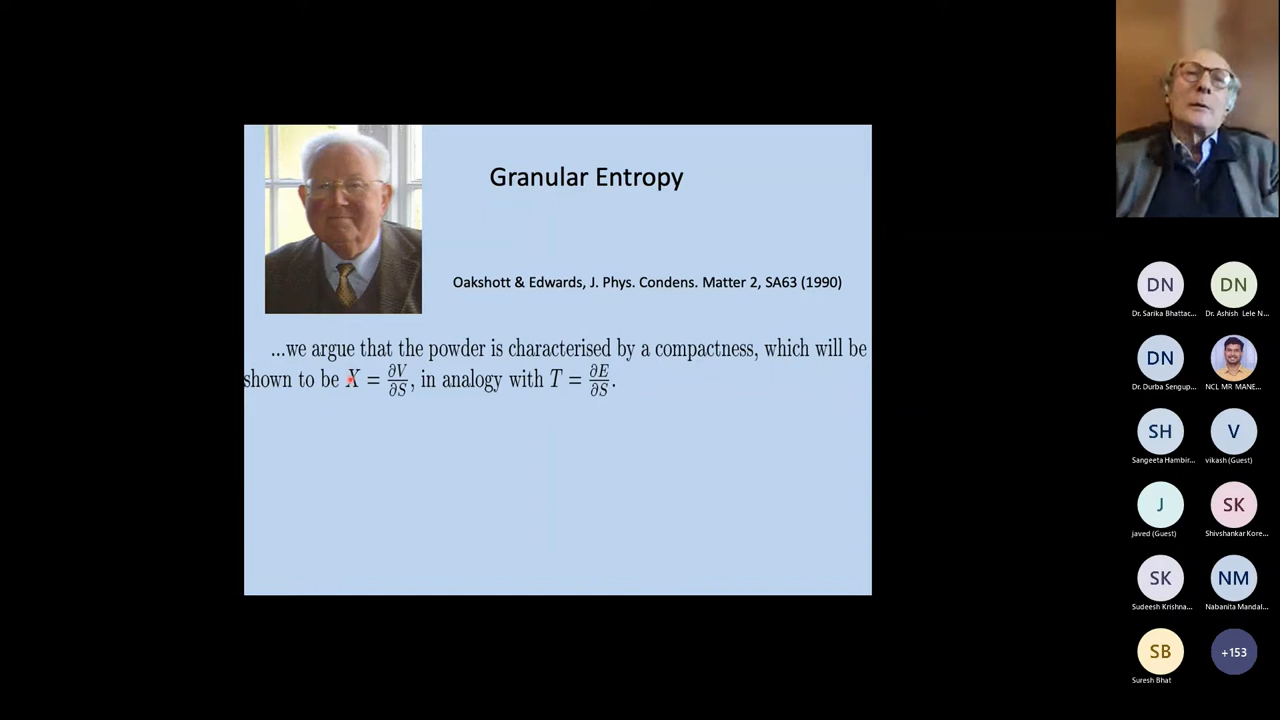 Granular Entropy
Oakshott & Edwards, J. Phys. Condens. Matter 2, SA63 (1990)
...we argue that the powder is characterised by a compactness, which will be
shown to be X = ∂V/∂S, in analogy with T = ∂E/∂S.
DN DN
Dr. Sarika Bhattac... Dr. Ashish Lele N...
DN
Dr. Durba Sengup... NCL MR MANE...
SH V
Sangeeta Hambir... vikash (Guest)
J SK
javed (Guest) Shivshankar Kore...
SK NM
Sudeesh Krishna... Nabanita Mandal...
SB +153
Suresh Bhat